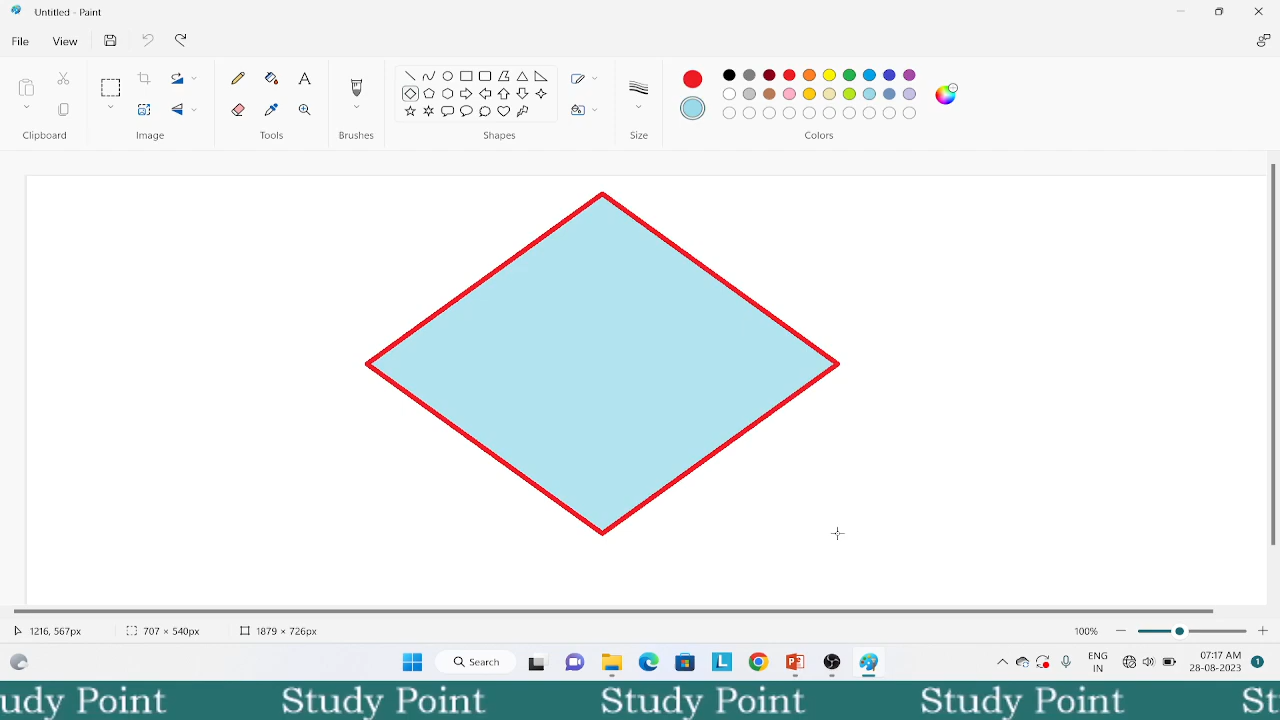 Untitled - Paint
File View
Clipboard Image Tools Brushes Shapes Size Colors
1216, 567px 707 × 540px 1879 × 726px 100%
Search
ENG
IN
07:17 AM
28-08-2023
1
udy Point Study Point Study Point Study Point St